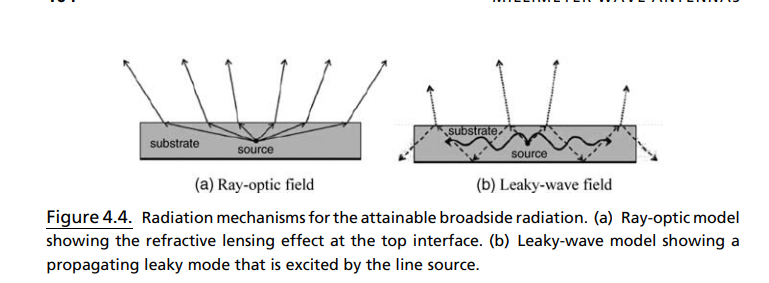 substrate
source
substrate
source
(a) Ray-optic field
(b) Leaky-wave field
Figure 4.4. Radiation mechanisms for the attainable broadside radiation. (a) Ray-optic model
showing the refractive lensing effect at the top interface. (b) Leaky-wave model showing a
propagating leaky mode that is excited by the line source.